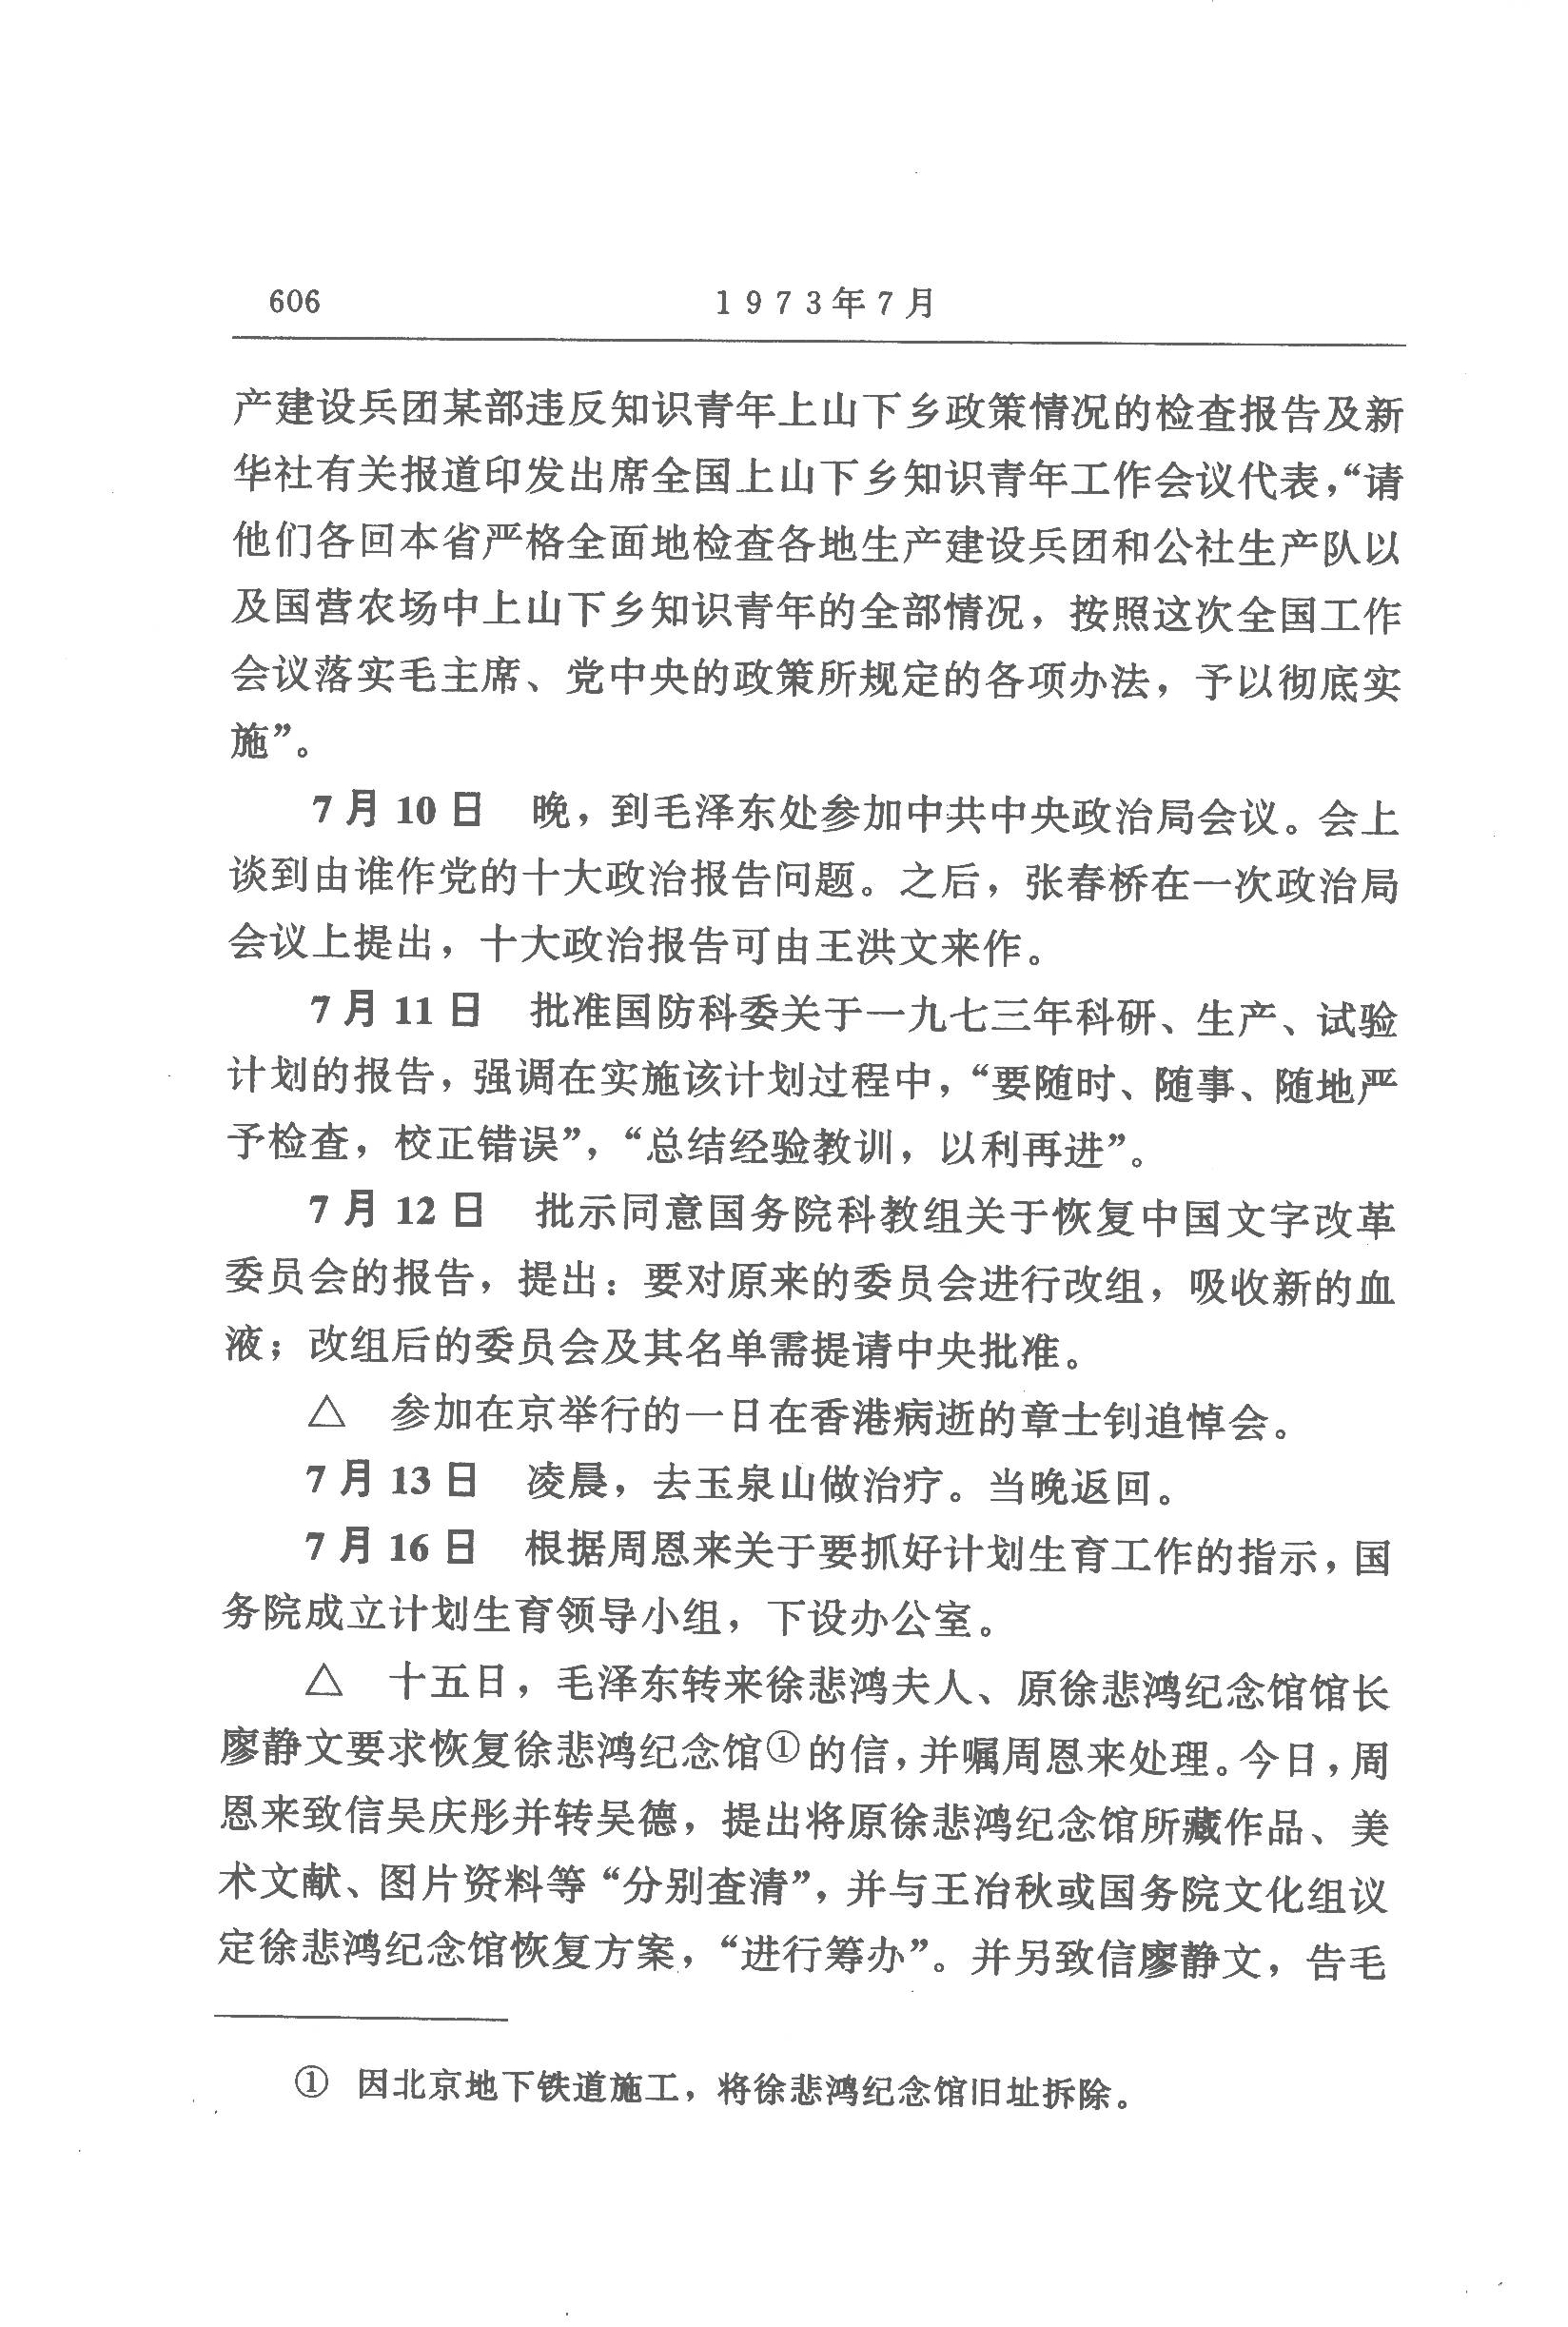 606 1973年7月
产建设兵团某部违反知识青年上山下乡政策情况的检查报告及新
华社有关报道印发出席全国上山下乡知识青年工作会议代表，“请
他们各回本省严格全面地检查各地生产建设兵团和公社生产队以
及国营农场中上山下乡知识青年的全部情况，按照这次全国工作
会议落实毛主席、党中央的政策所规定的各项办法，予以彻底实
施”。
7月10日　晚，到毛泽东处参加中共中央政治局会议。会上
谈到由谁作党的十大政治报告问题。之后，张春桥在一次政治局
会议上提出，十大政治报告可由王洪文来作。
7月11日　批准国防科委关于一九七三年科研、生产、试验
计划的报告，强调在实施该计划过程中，“要随时、随事、随地严
予检查，校正错误”，“总结经验教训，以利再进”。
7月12日　批示同意国务院科教组关于恢复中国文字改革
委员会的报告，提出：要对原来的委员会进行改组，吸收新的血
液；改组后的委员会及其名单需提请中央批准。
△　参加在京举行的一日在香港病逝的章士钊追悼会。
7月13日　凌晨，去玉泉山做治疗。当晚返回。
7月16日　根据周恩来关于要抓好计划生育工作的指示，国
务院成立计划生育领导小组，下设办公室。
△　十五日，毛泽东转来徐悲鸿夫人、原徐悲鸿纪念馆馆长
廖静文要求恢复徐悲鸿纪念馆①的信，并嘱周恩来处理。今日，周
恩来致信吴庆彤并转吴德，提出将原徐悲鸿纪念馆所藏作品、美
术文献、图片资料等“分别查清”，并与王冶秋或国务院文化组议
定徐悲鸿纪念馆恢复方案，“进行筹办”。并另致信廖静文，告毛
①　因北京地下铁道施工，将徐悲鸿纪念馆旧址拆除。